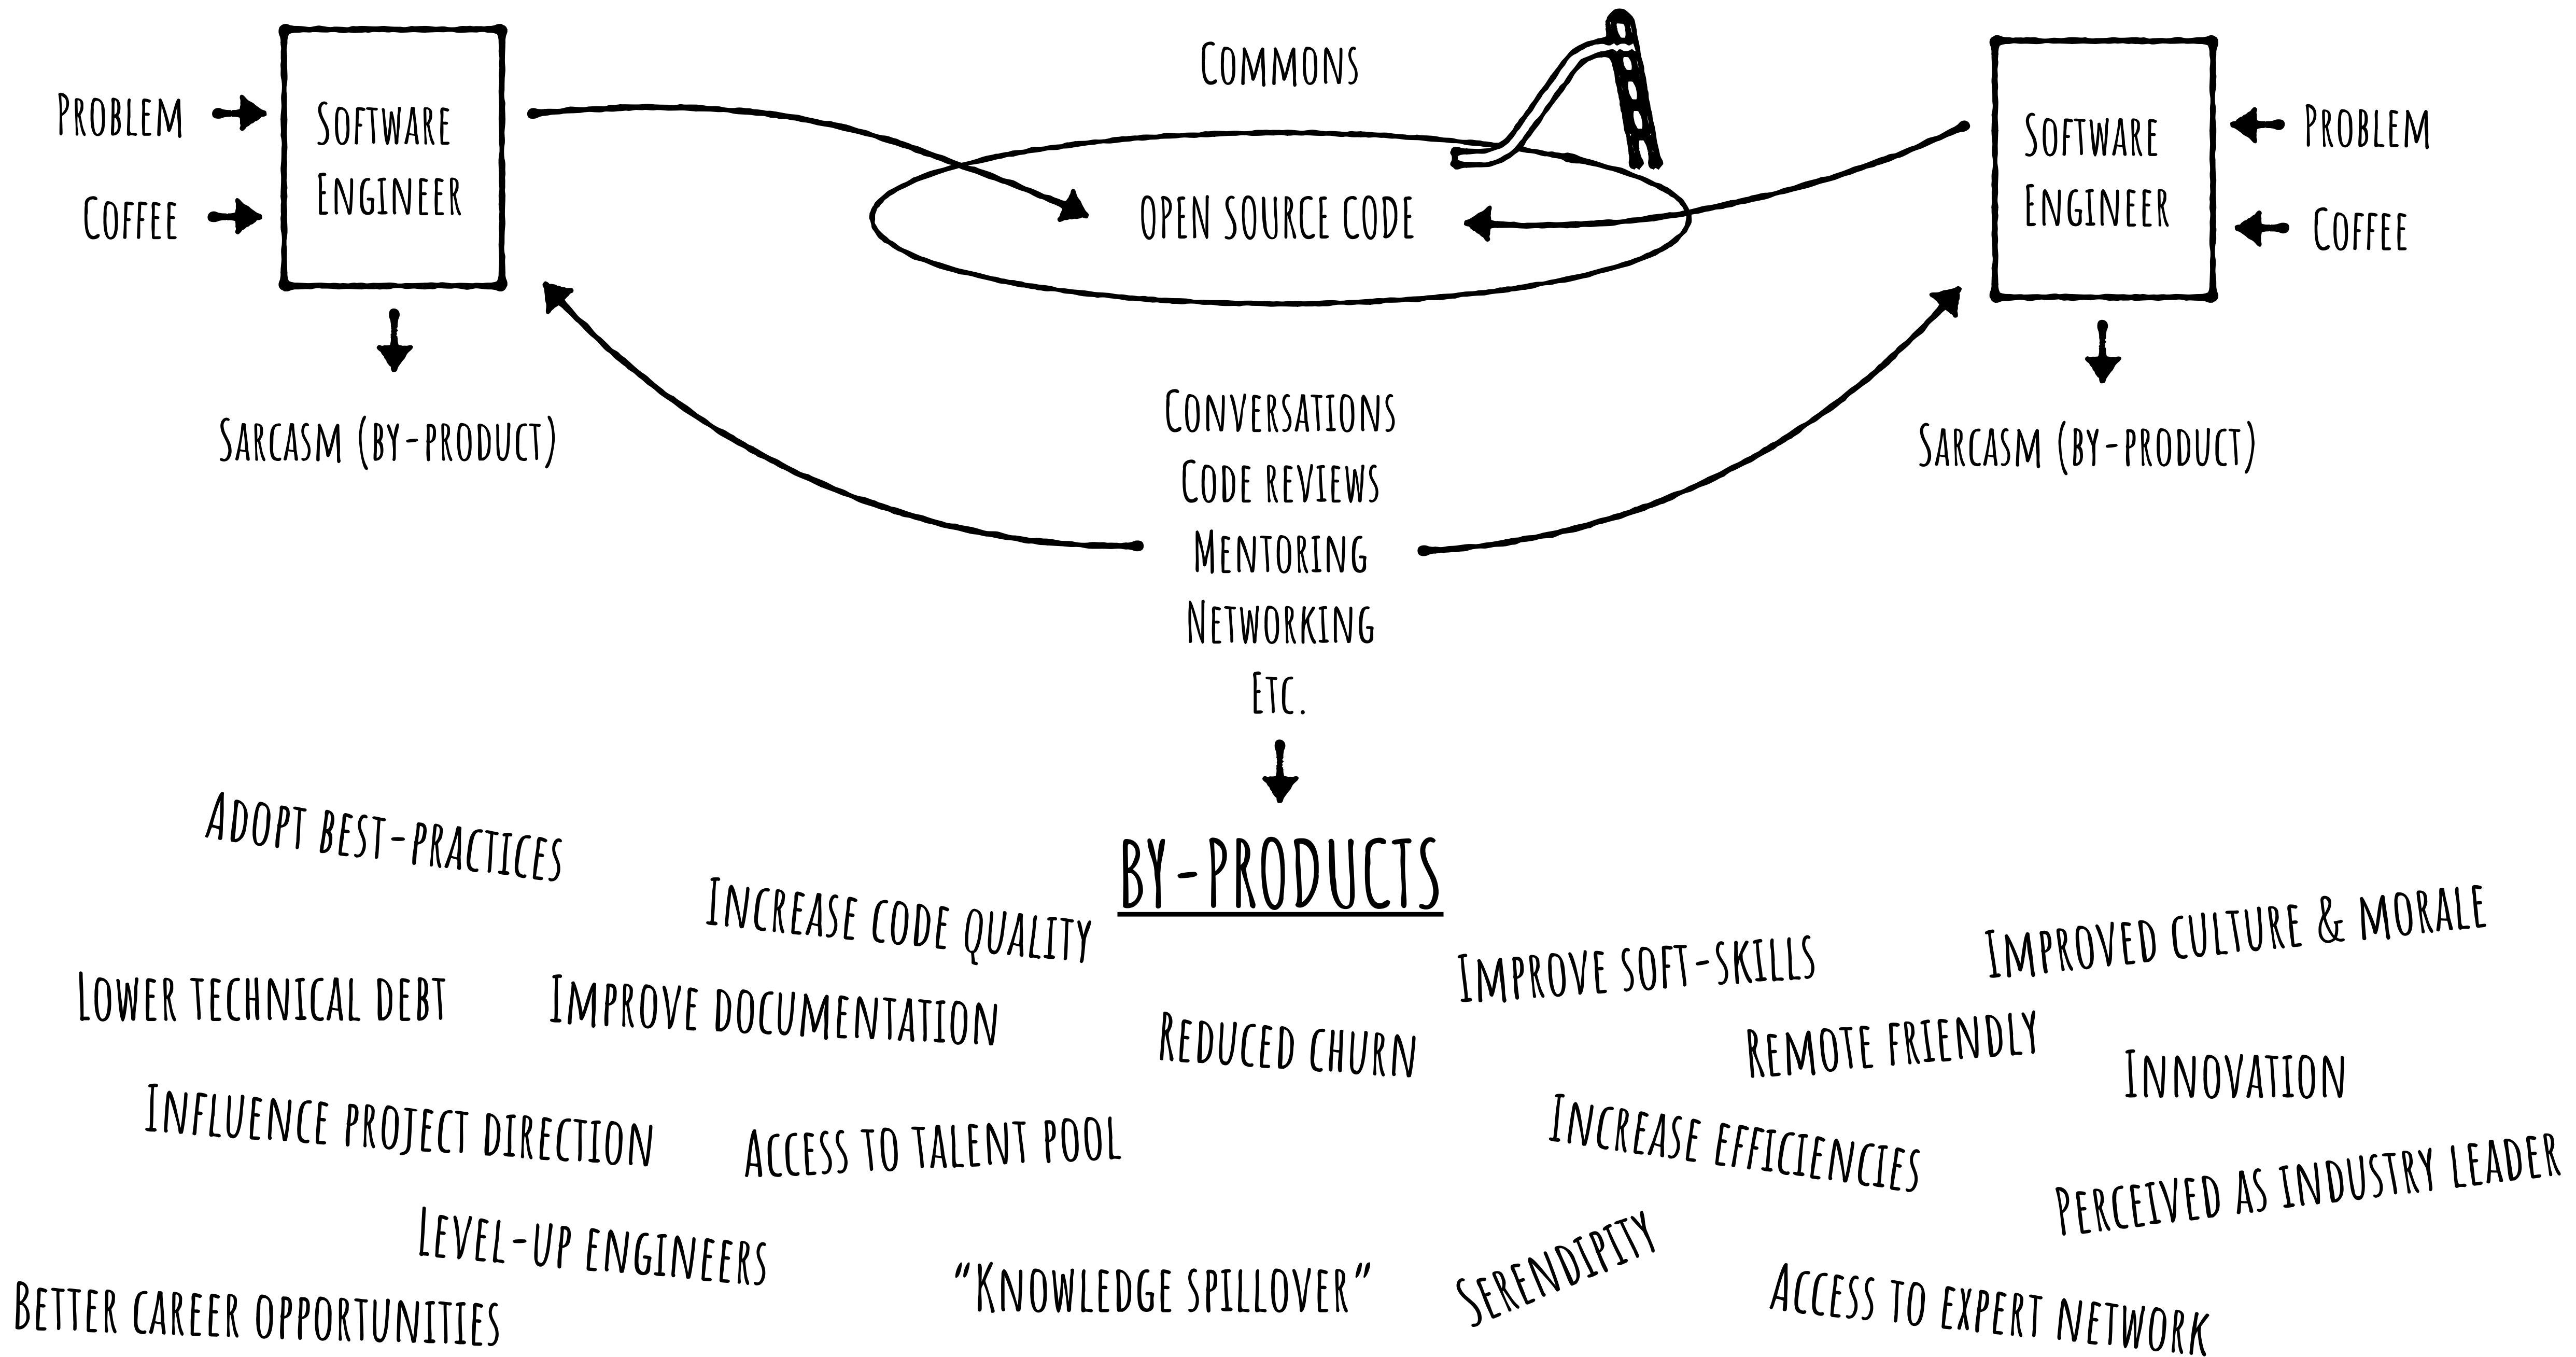 Commons
Problem
Coffee
Software
Engineer
Sarcasm (by-product)
OPEN SOURCE CODE
Software
Engineer
Problem
Coffee
Sarcasm (by-product)
Conversations
Code reviews
Mentoring
Networking
Etc.
BY-PRODUCTS
Adopt best-practices
Increase code quality
Improve soft-skills
Improved culture & morale
Lower technical debt
Improve documentation
Reduced churn
Remote friendly
Innovation
Influence project direction
Access to talent pool
Increase efficiencies
Perceived as industry leader
Level-up engineers
"Knowledge spillover"
Serendipity
Access to expert network
Better career opportunities